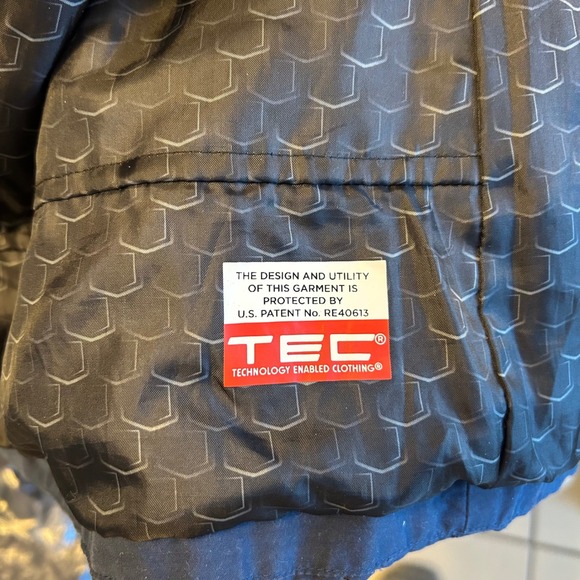 THE DESIGN AND UTILITY
OF THIS GARMENT IS
PROTECTED BY
U.S. PATENT No. RE40613
TEC®
TECHNOLOGY ENABLED CLOTHING®